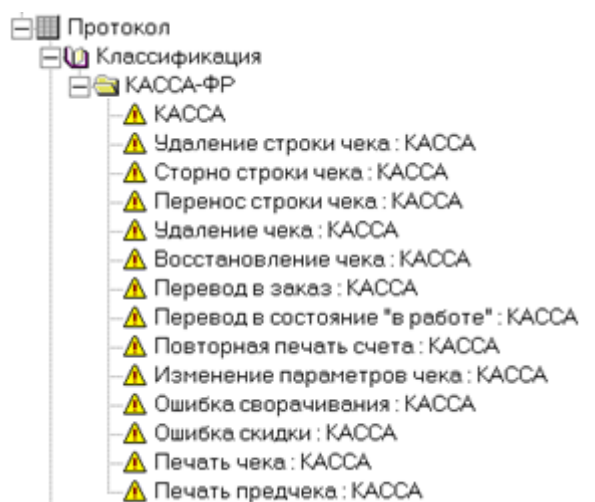 Протокол
Классификация
КАССА-ФР
КАССА
Удаление строки чека : КАССА
Сторно строки чека : КАССА
Перенос строки чека : КАССА
Удаление чека : КАССА
Восстановление чека : КАССА
Перевод в заказ : КАССА
Перевод в состояние "в работе" : КАССА
Повторная печать счета : КАССА
Изменение параметров чека : КАССА
Ошибка сворачивания : КАССА
Ошибка скидки : КАССА
Печать чека : КАССА
Печать предчека : КАССА